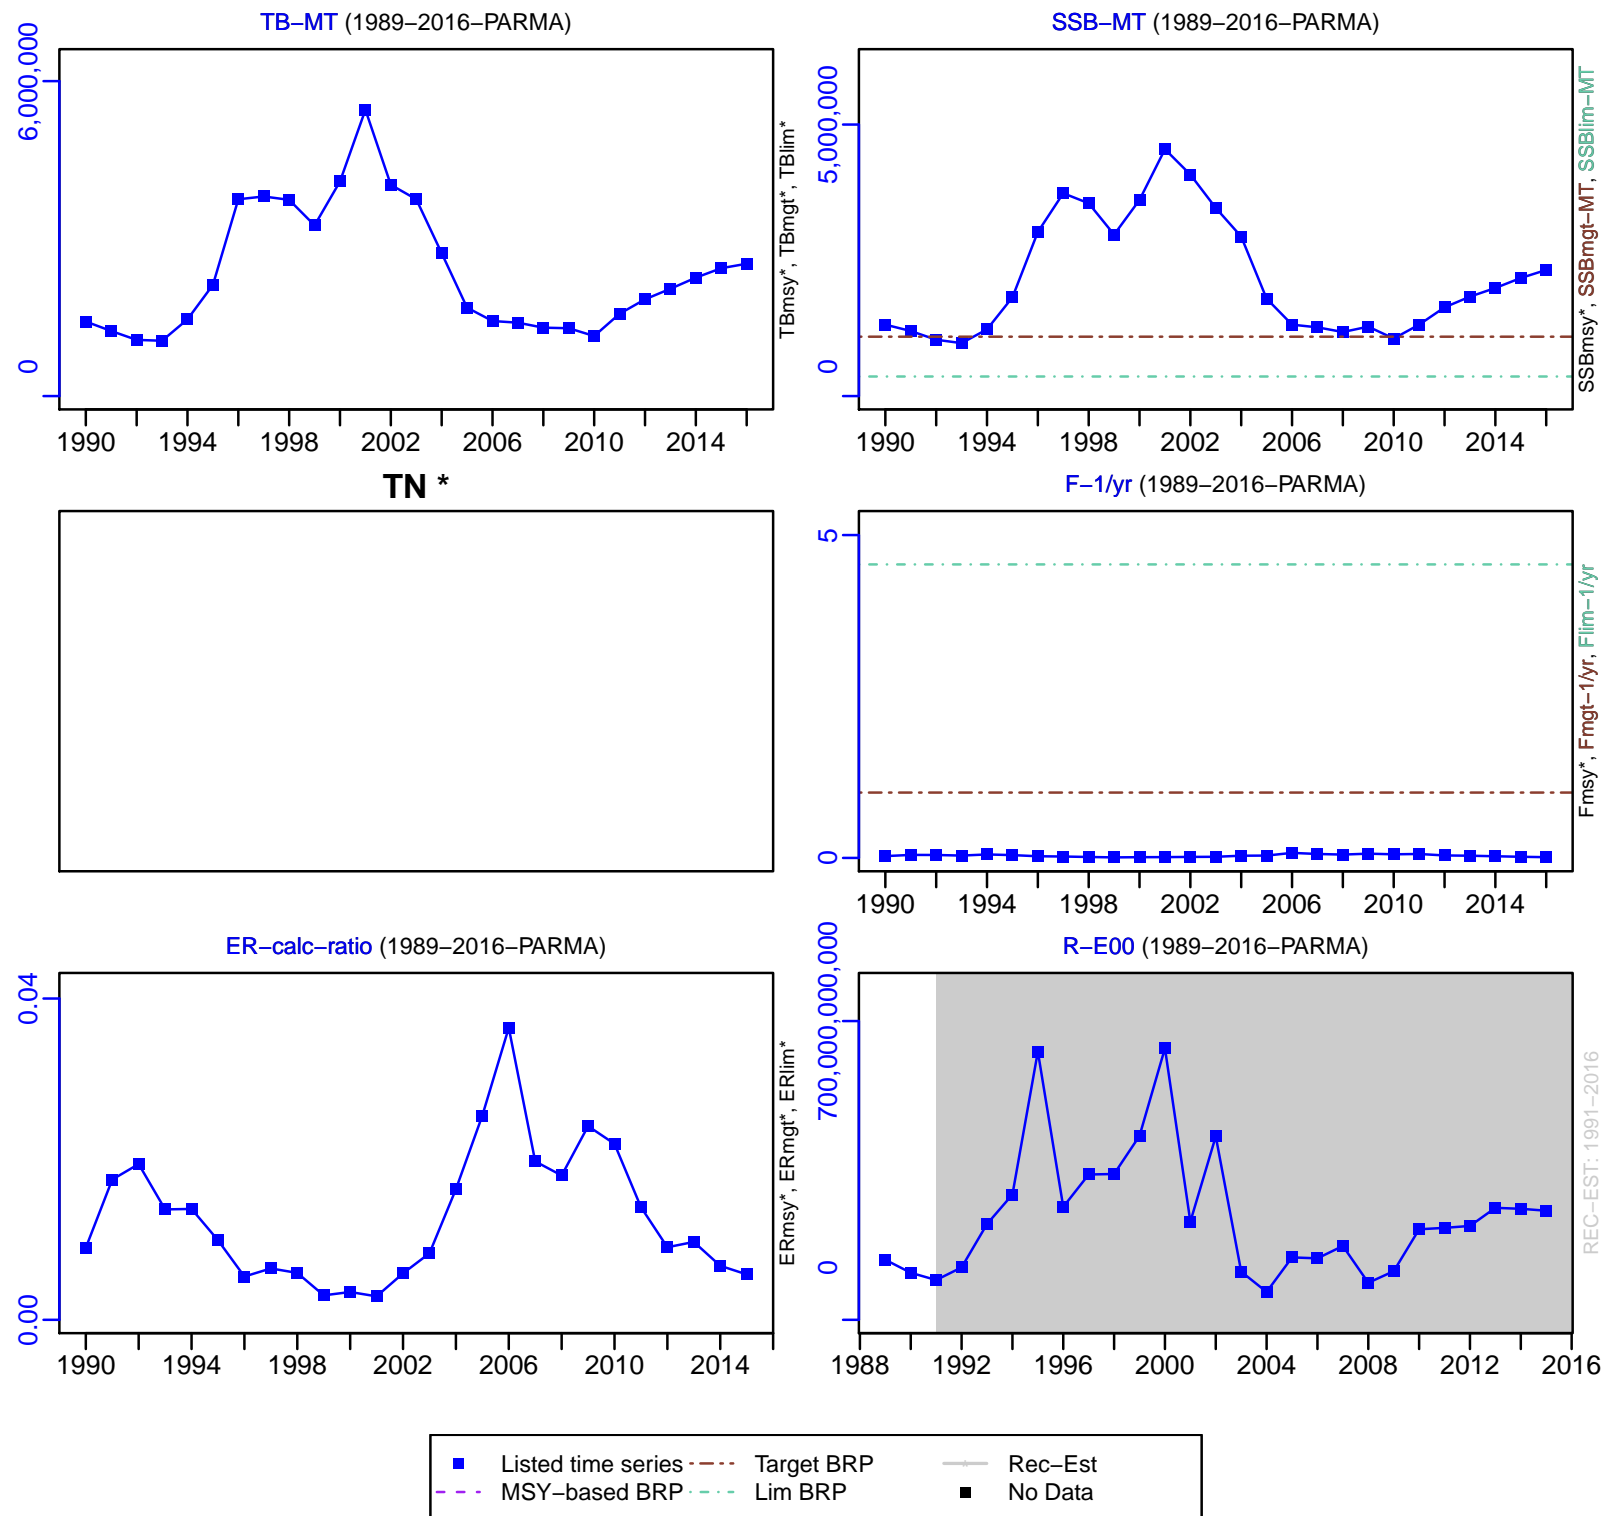 TB−MT (1989−2016−PARMA)
6,000,000
0
1990 1994 1998 2002 2006 2010 2014
TBmsy*, TBmgt*, TBlim*
SSB−MT (1989−2016−PARMA)
5,000,000
0
1990 1994 1998 2002 2006 2010 2014
SSBmsy*, SSBmgt−MT, SSBlim−MT
TN *
F−1/yr (1989−2016−PARMA)
5
0
1990 1994 1998 2002 2006 2010 2014
Fmsy*, Fmgt−1/yr, Flim−1/yr
ER−calc−ratio (1989−2016−PARMA)
0.04
0.00
1990 1994 1998 2002 2006 2010 2014
ERmsy*, ERmgt*, ERlim*
R−E00 (1989−2016−PARMA)
700,000,000,000
0
1988 1992 1996 2000 2004 2008 2012 2016
REC−EST: 1991−2016
Listed time series Target BRP Rec−Est
MSY−based BRP Lim BRP No Data